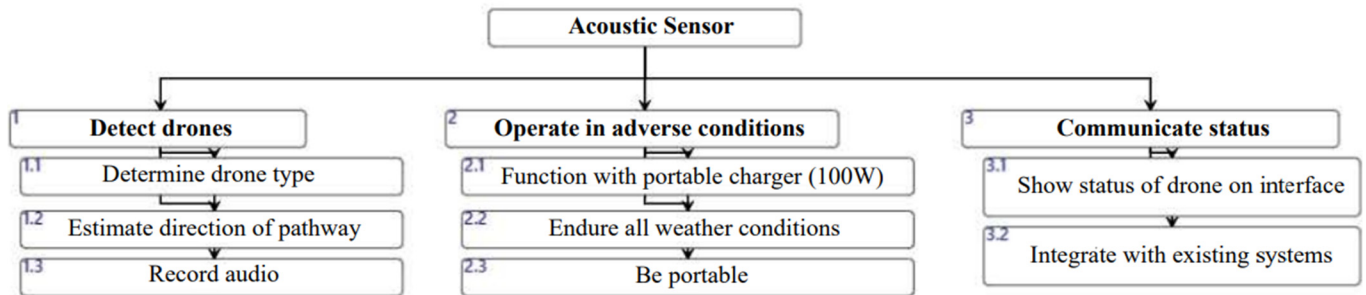 Acoustic Sensor
1
Detect drones
1.1
Determine drone type
1.2
Estimate direction of pathway
1.3
Record audio
2
Operate in adverse conditions
2.1
Function with portable charger (100W)
2.2
Endure all weather conditions
2.3
Be portable
3
Communicate status
3.1
Show status of drone on interface
3.2
Integrate with existing systems